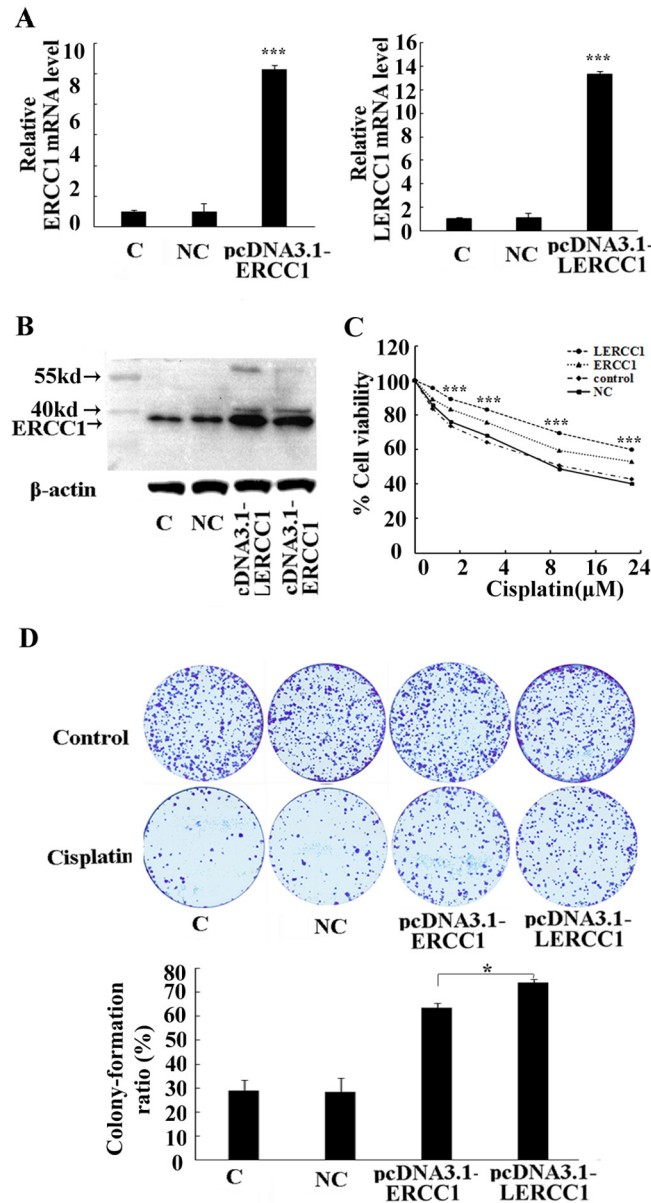 A
Relative
ERCC1 mRNA level
10
8
6
4
2
0
***
C
NC
pcDNA3.1-
ERCC1
Relative
LERCC1 mRNA level
16
14
12
10
8
6
4
2
0
***
C
NC
pcDNA3.1-
LERCC1
B
55kd→
40kd→
ERCC1→
β-actin
C
NC
cDNA3.1-
LERCC1
cDNA3.1-
ERCC1
C
% Cell viability
120
100
80
60
40
20
0
LERCC1
ERCC1
control
NC
***
***
***
***
0 2 4 8 16 24
Cisplatin(μM)
D
Control
Cisplatin
C
NC
pcDNA3.1-
ERCC1
pcDNA3.1-
LERCC1
Colony-formation
ratio (%)
80
70
60
50
40
30
20
10
0
*
C
NC
pcDNA3.1-
ERCC1
pcDNA3.1-
LERCC1